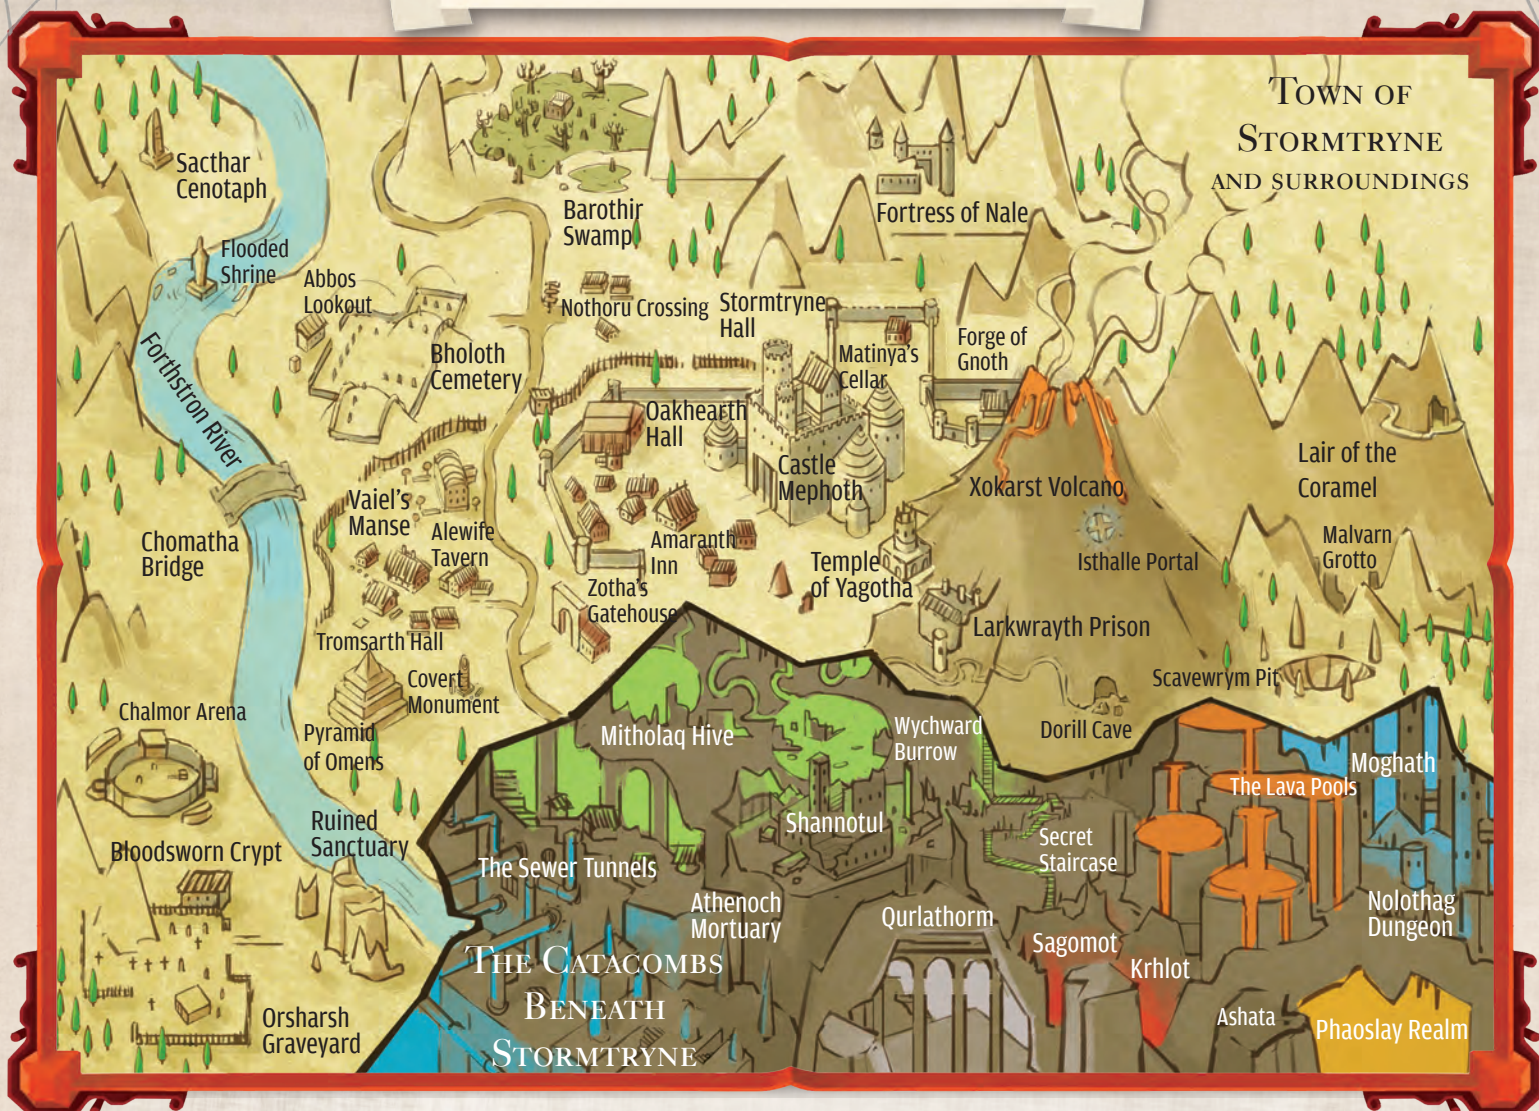 Town of
Stormtryne
and surroundings
Sacthar
Cenotaph
Barothir
Swamp
Fortress of Nale
Flooded
Shrine
Abbos
Lookout
Nothoru Crossing
Stormtryne
Hall
Forthstron River
Bholoth
Cemetery
Matinya's
Cellar
Forge of
Gnoth
Oakhearth
Hall
Castle
Mephoth
Xokarst Volcano
Lair of the
Coramel
Vaiel's
Manse
Alewife
Tavern
Chomatha
Bridge
Amaranth
Inn
Temple
of Yagotha
Isthalle Portal
Malvarn
Grotto
Zotha's
Gatehouse
Tromsarth Hall
Larkwrayth Prison
Covert
Monument
Scavewrym Pit
Chalmor Arena
Pyramid
of Omens
Dorill Cave
Mitholaq Hive
Wychward
Burrow
Moghath
The Lava Pools
Ruined
Sanctuary
Shannotul
Secret
Staircase
Bloodsworn Crypt
The Sewer Tunnels
Athenoch
Mortuary
Qurlathorm
Nolothag
Dungeon
Sagomot
Krhlot
The Catacombs
Beneath
Stormtryne
Orsharsh
Graveyard
Ashata
Phaoslay Realm